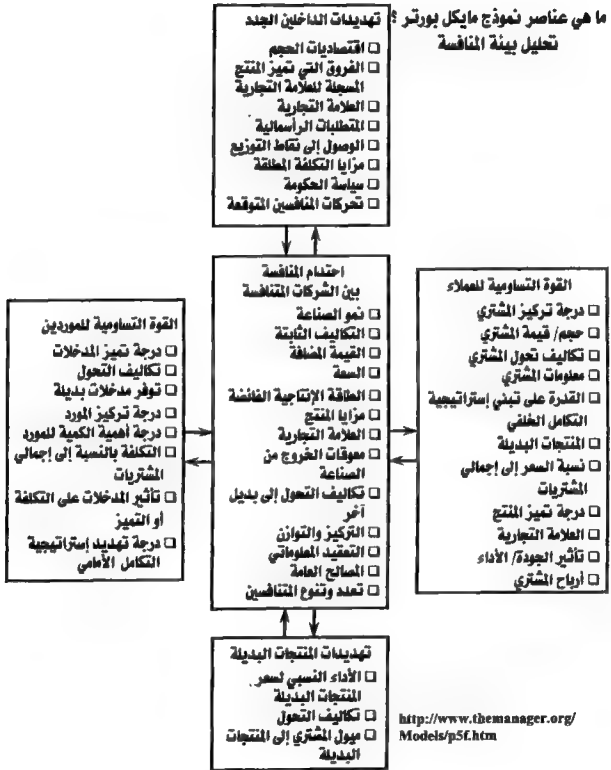 ما هي عناصر نموذج مايكل بورتر ؟
تحليل بيئة المنافسة
تهديدات الداخلين الجدد
اقتصاديات الحجم
الفروق التي تميز المنتج
المسجلة للعلامة التجارية
العلامة التجارية
المتطلبات الرأسمالية
الوصول إلى نقاط التوزيع
مزايا التكلفة المطلقة
سياسة الحكومة
تحركات المنافسين المتوقعة
القوة التساومية للعملاء
درجة تركيز المشتري
حجم/ قيمة المشتري
تكاليف تحول المشتري
معلومات المشتري
القدرة على تبني إستراتيجية
التكامل الخلفي
المنتجات البديلة
نسبة السعر إلى إجمالي
المشتريات
درجة تميز المنتج
العلامة التجارية
تأثير الجودة/ الأداء
أرباح المشتري
احتدام المنافسة
بين الشركات المتنافسة
نمو الصناعة
التكاليف الثابتة
القيمة المضافة
السعة
الطاقة الإنتاجية الفائضة
مزايا المنتج
العلامة التجارية
معوقات الخروج من
الصناعة
تكاليف التحول إلى بديل
آخر
التركيز والتوازن
التعقيد المعلوماتي
المصالح العامة
تعدد وتنوع المتنافسين
القوة التساومية للموردين
درجة تميز المدخلات
تكاليف التحول
توفر مدخلات بديلة
درجة تركيز المورد
درجة أهمية الكمية للمورد
التكلفة بالنسبة إلى إجمالي
المشتريات
تأثير المدخلات على التكلفة
أو التميز
درجة تهديد إستراتيجية
التكامل الأمامي
تهديدات المنتجات البديلة
الأداء النسبي لسعر
المنتجات البديلة
تكاليف التحول
ميول المشتري إلى المنتجات
البديلة
http://www.themanager.org/
Models/p5f.htm